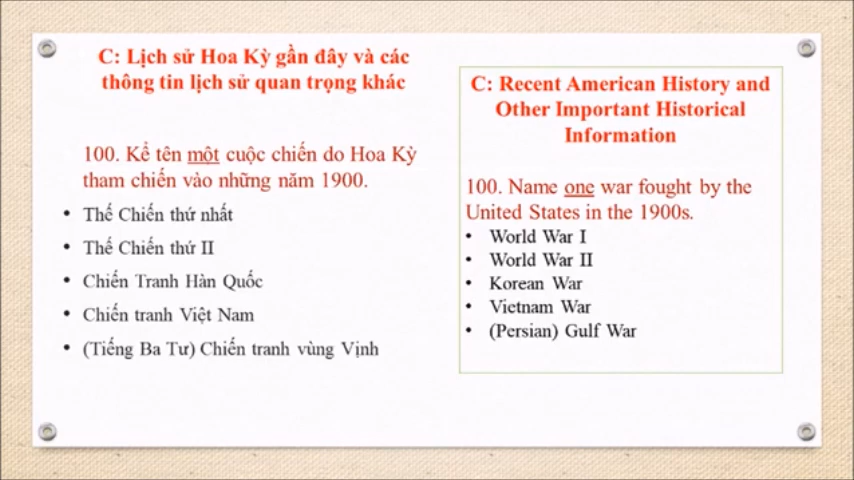 C: Lịch sử Hoa Kỳ gần đây và các
thông tin lịch sử quan trọng khác
100. Kể tên một cuộc chiến do Hoa Kỳ
tham chiến vào những năm 1900.
• Thế Chiến thứ nhất
• Thế Chiến thứ II
• Chiến Tranh Hàn Quốc
• Chiến tranh Việt Nam
• (Tiếng Ba Tư) Chiến tranh vùng Vịnh
C: Recent American History and
Other Important Historical
Information
100. Name one war fought by the
United States in the 1900s.
• World War I
• World War II
• Korean War
• Vietnam War
• (Persian) Gulf War